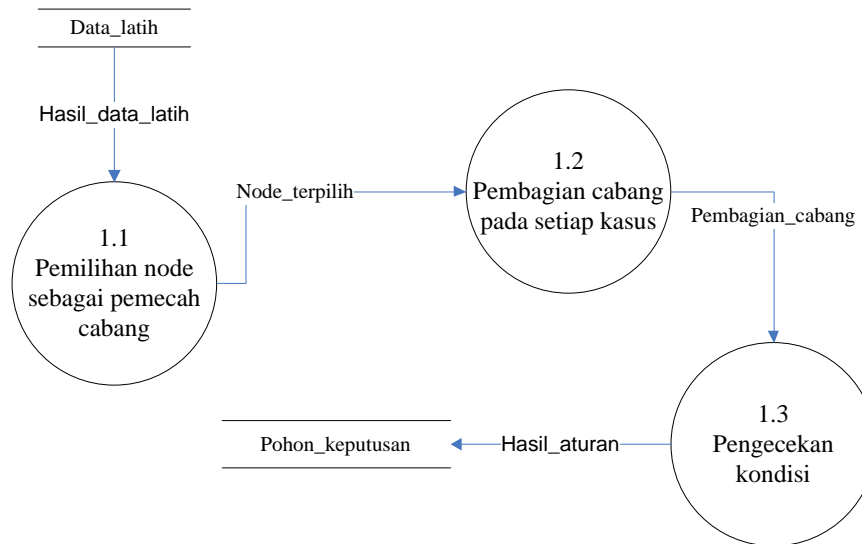 Data_latih
Hasil_data_latih
1.1
Pemilihan node
sebagai pemecah
cabang
Node_terpilih
1.2
Pembagian cabang
pada setiap kasus
Pembagian_cabang
1.3
Pengecekan
kondisi
Hasil_aturan
Pohon_keputusan